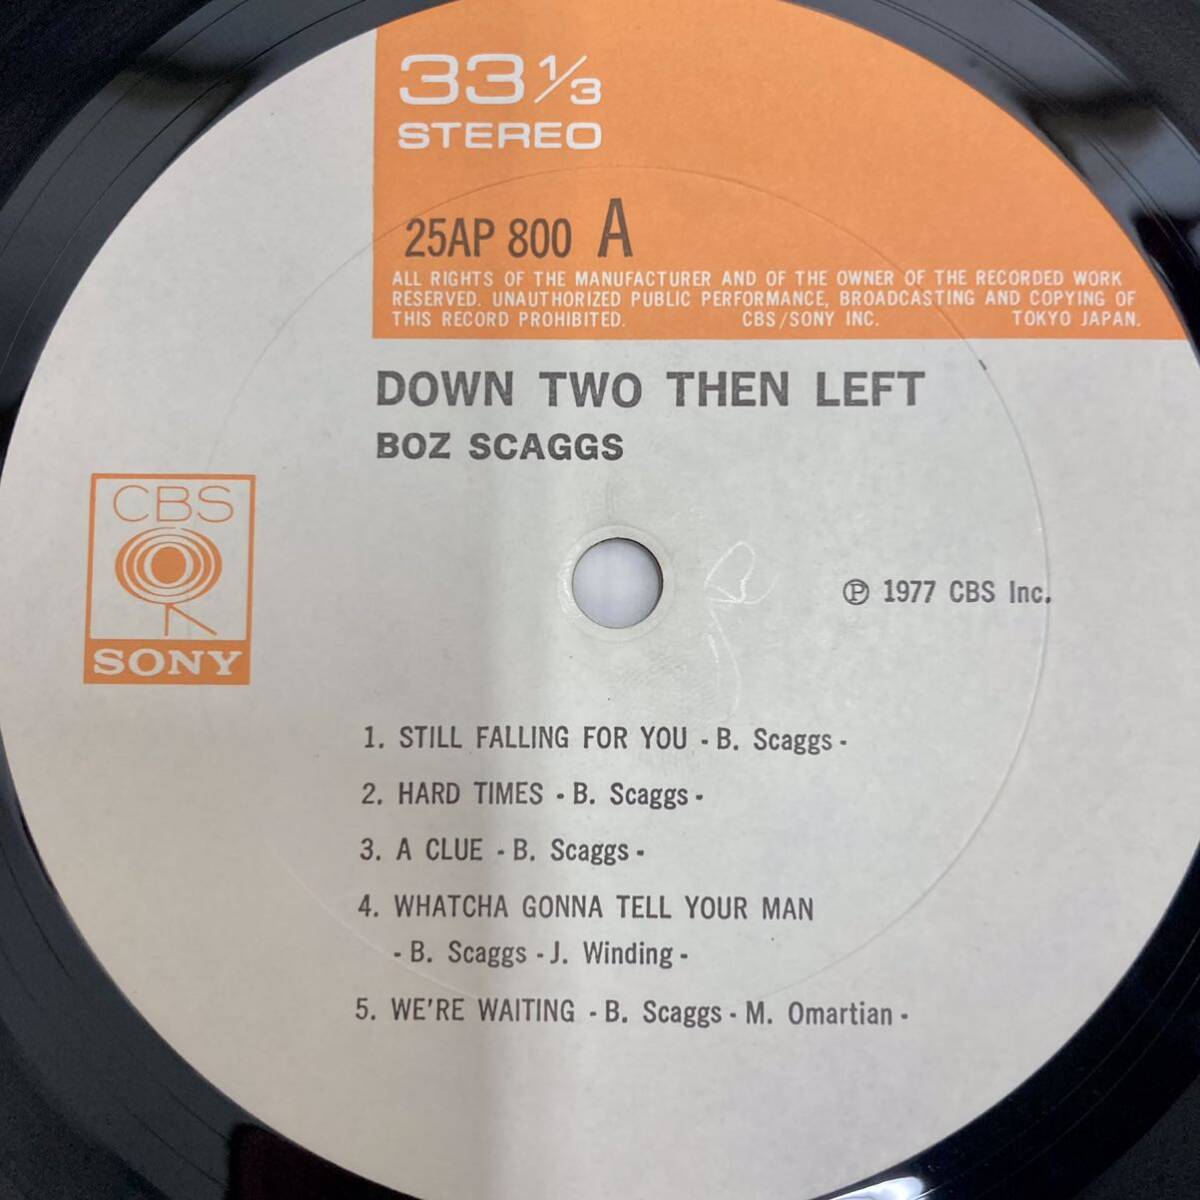 33 1/3
STEREO
25AP 800 A
ALL RIGHTS OF THE MANUFACTURER AND OF THE OWNER OF THE RECORDED WORK
RESERVED. UNAUTHORIZED PUBLIC PERFORMANCE, BROADCASTING AND COPYING OF
THIS RECORD PROHIBITED. CBS/SONY INC. TOKYO JAPAN.
DOWN TWO THEN LEFT
BOZ SCAGGS
CBS
SONY
Ⓟ 1977 CBS Inc.
1. STILL FALLING FOR YOU - B. Scaggs -
2. HARD TIMES - B. Scaggs -
3. A CLUE - B. Scaggs -
4. WHATCHA GONNA TELL YOUR MAN
- B. Scaggs - J. Winding -
5. WE'RE WAITING - B. Scaggs - M. Omartian -